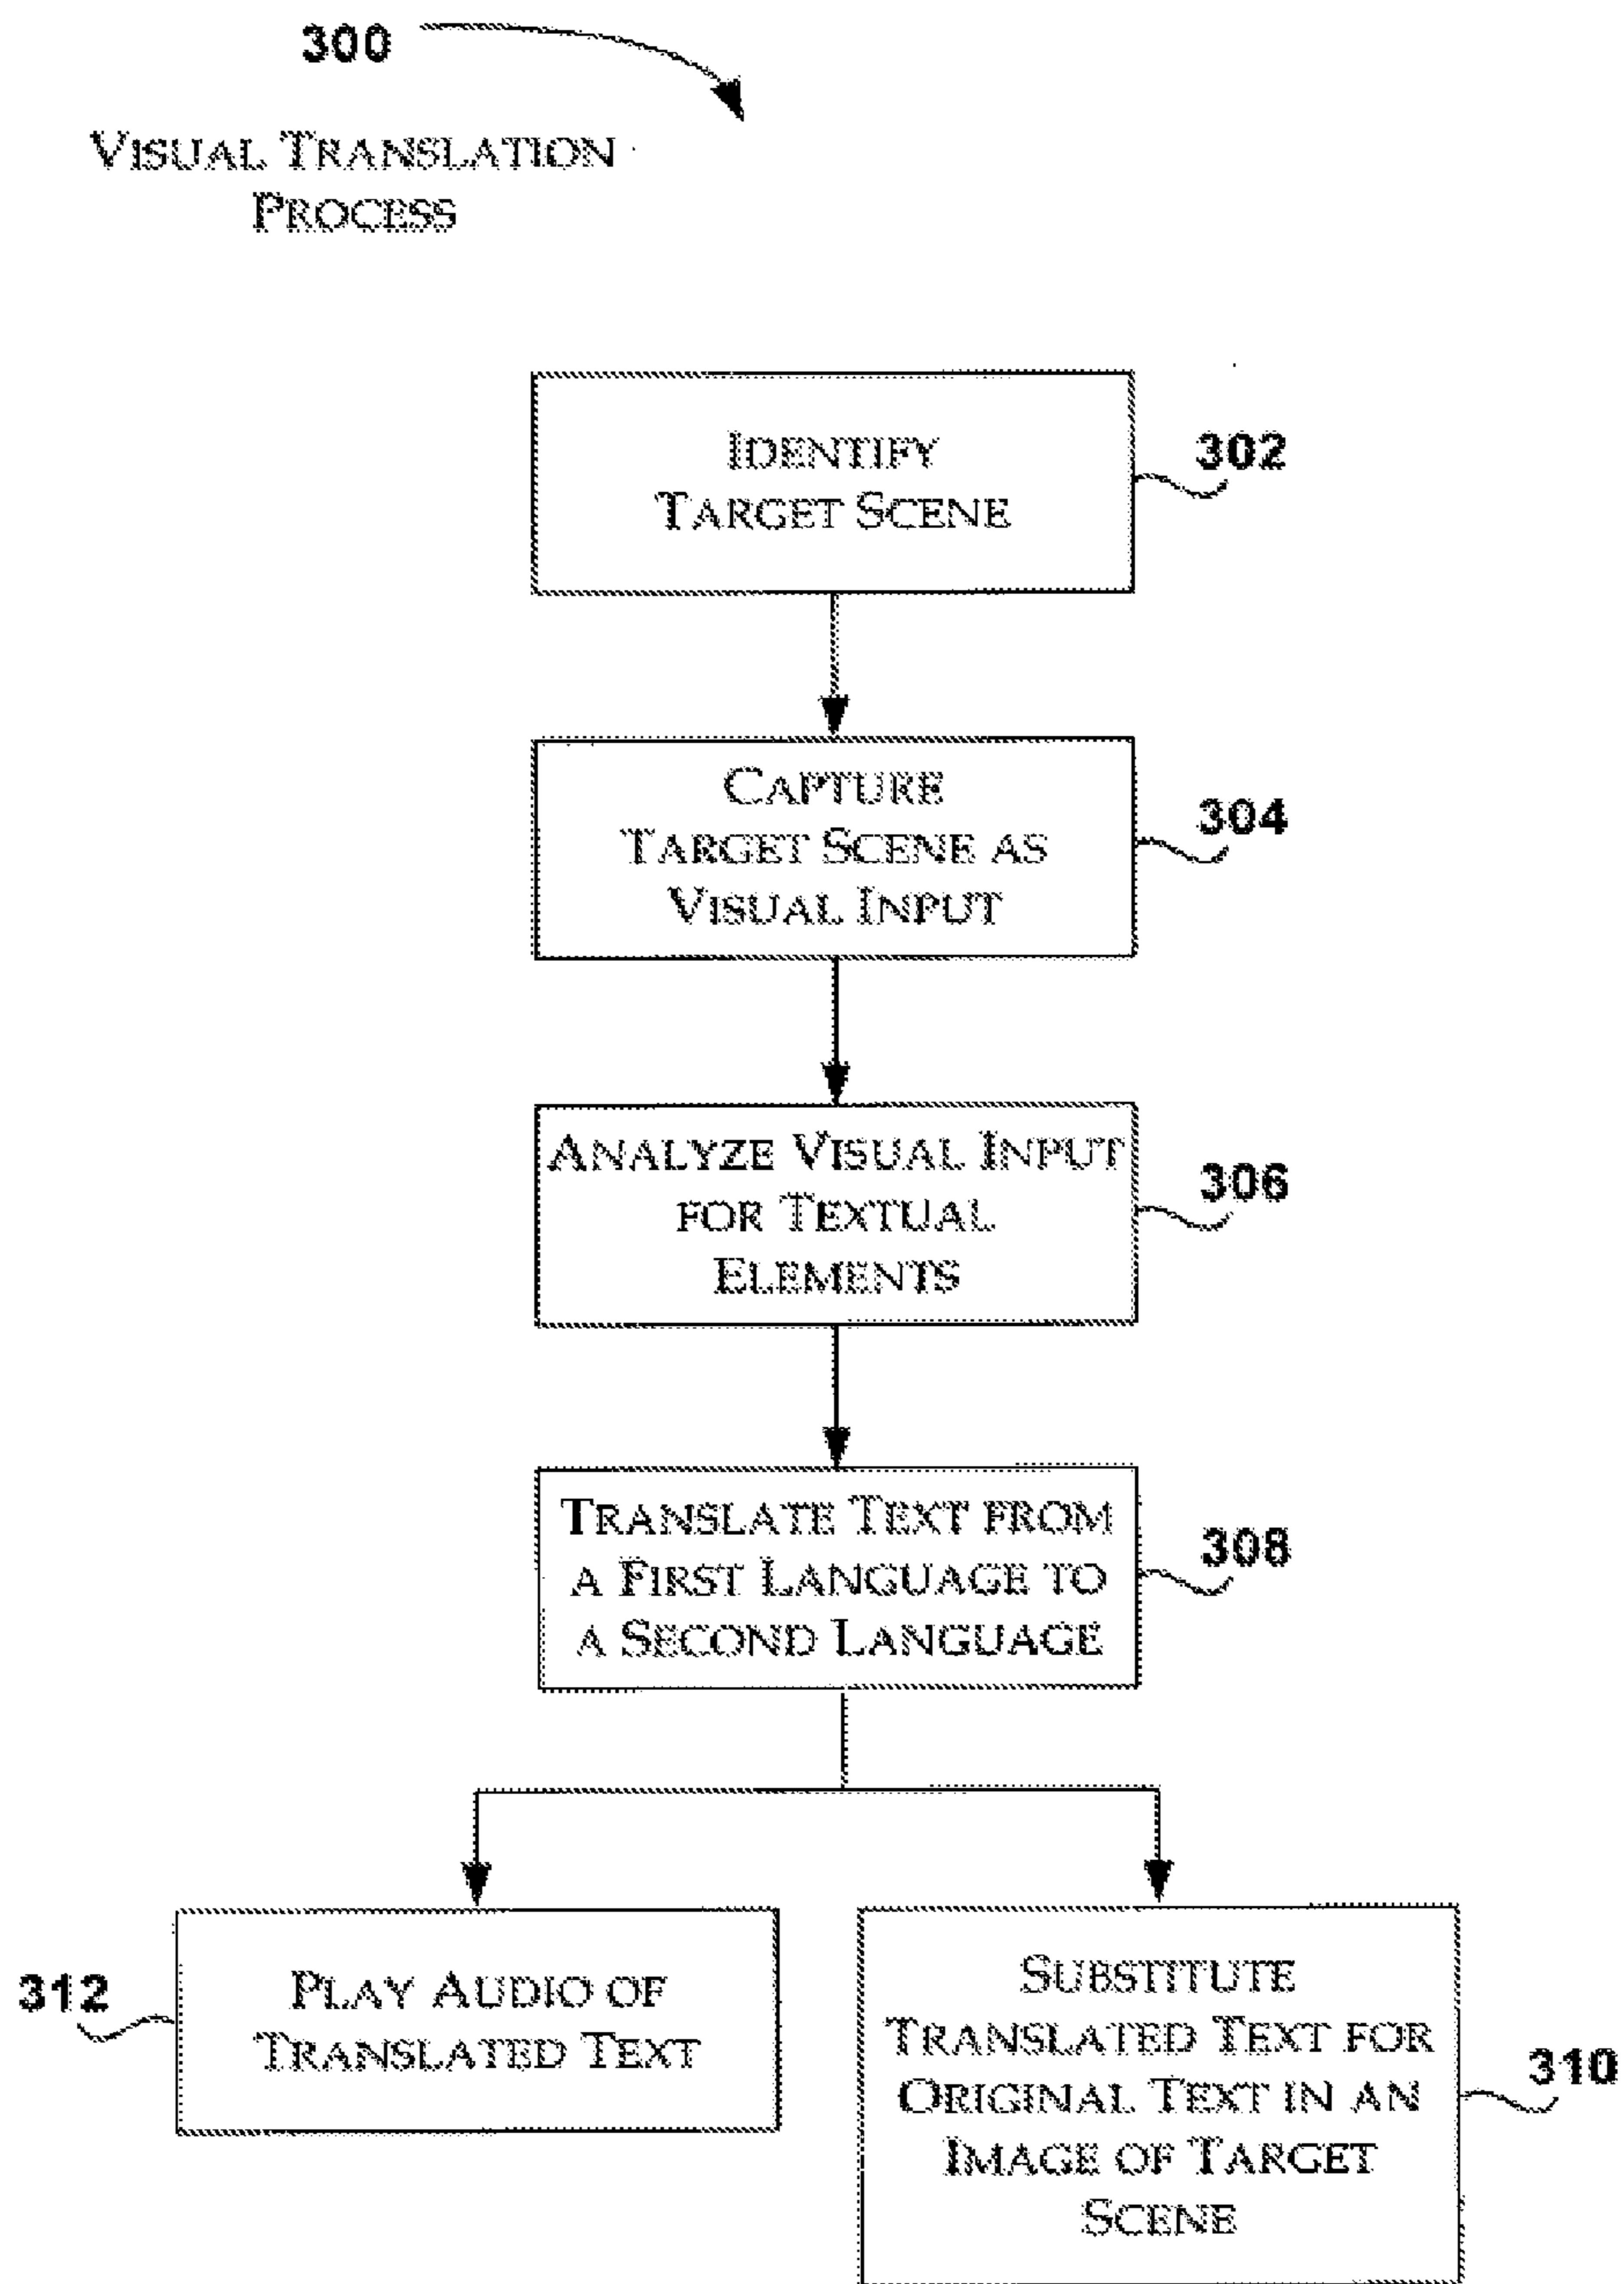 300
VISUAL TRANSLATION
PROCESS
IDENTIFY
TARGET SCENE
302
CAPTURE
TARGET SCENE AS
VISUAL INPUT
304
ANALYZE VISUAL INPUT
FOR TEXTUAL
ELEMENTS
306
TRANSLATE TEXT FROM
A FIRST LANGUAGE TO
A SECOND LANGUAGE
308
312
PLAY AUDIO OF
TRANSLATED TEXT
SUBSTITUTE
TRANSLATED TEXT FOR
ORIGINAL TEXT IN AN
IMAGE OF TARGET
SCENE
310